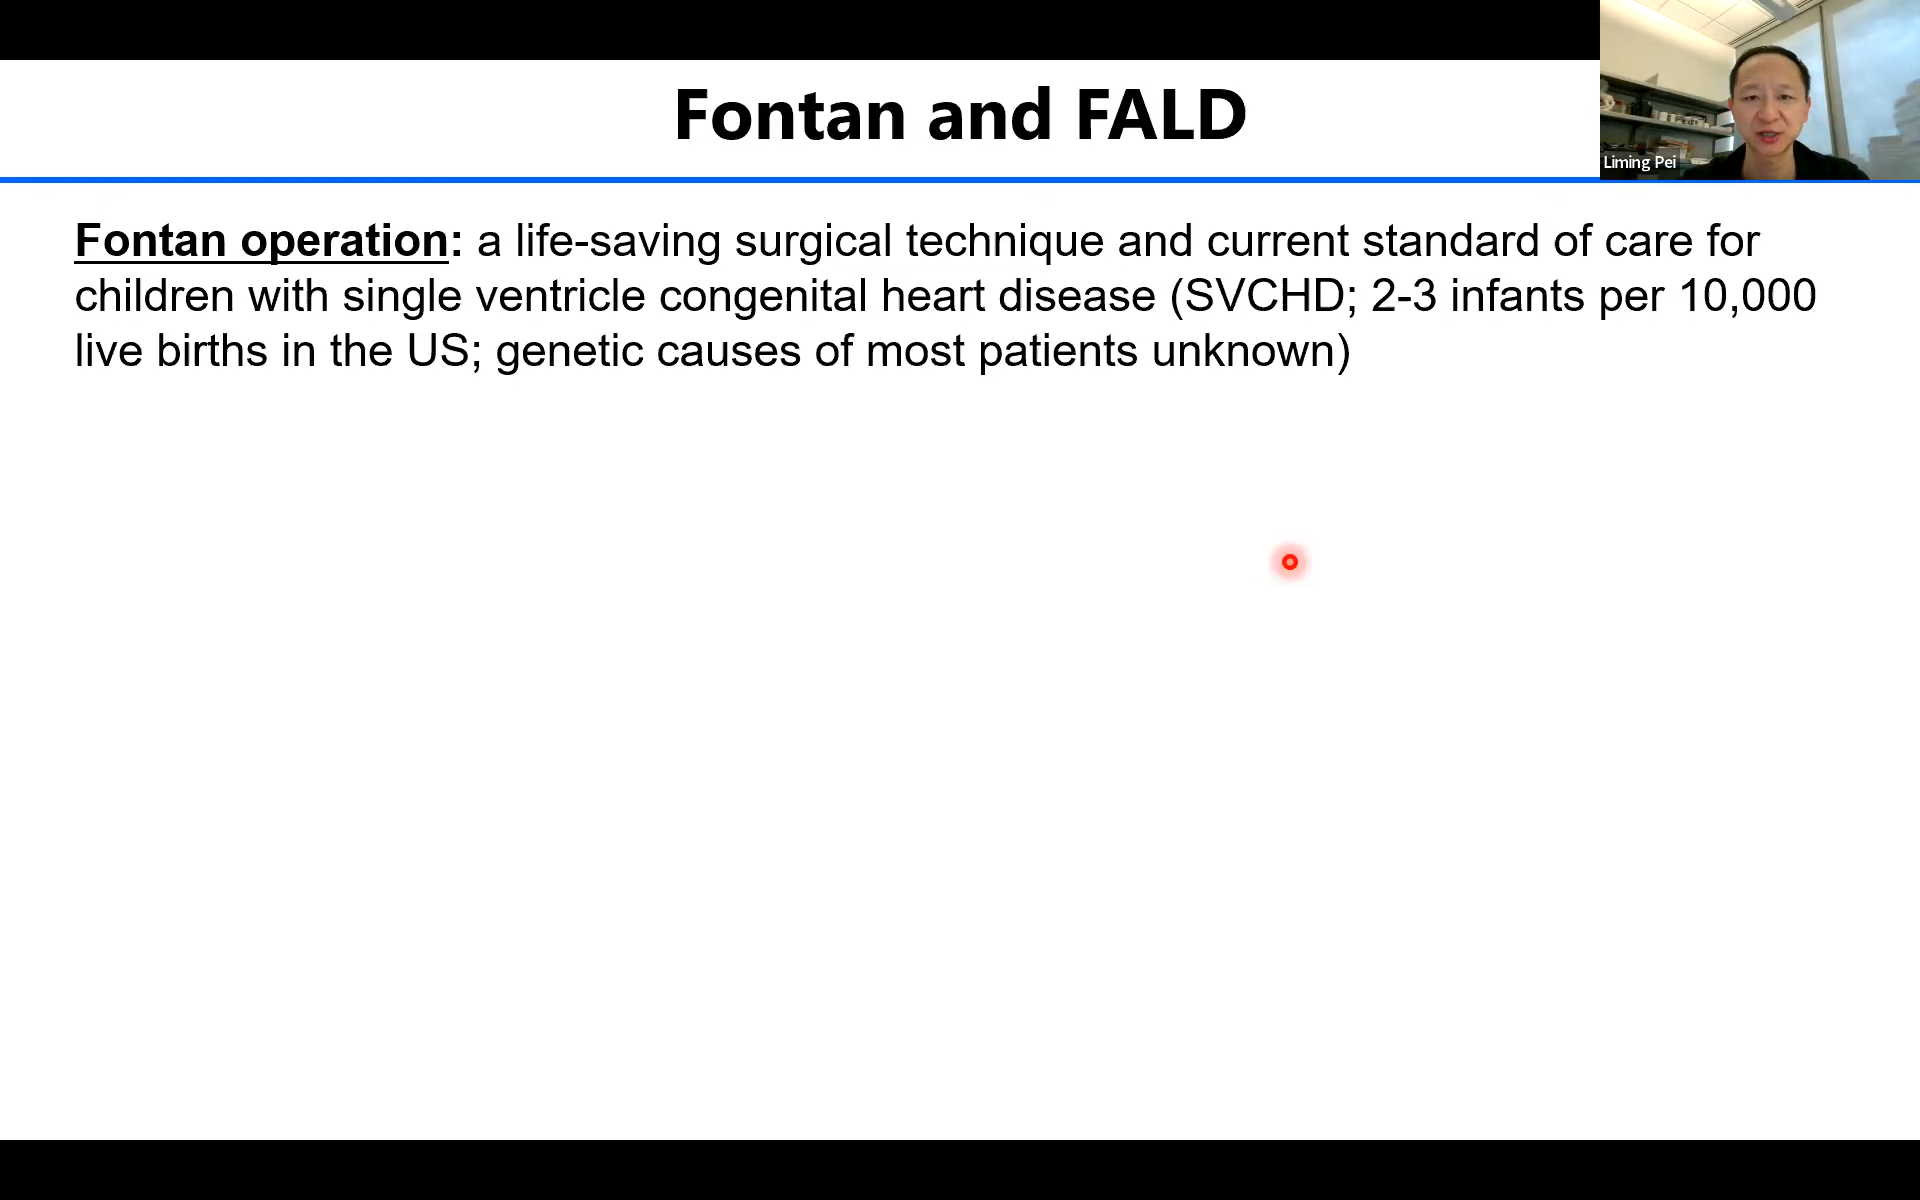 Fontan and FALD
Liming Pei
Fontan operation: a life-saving surgical technique and current standard of care for
children with single ventricle congenital heart disease (SVCHD; 2-3 infants per 10,000
live births in the US; genetic causes of most patients unknown)